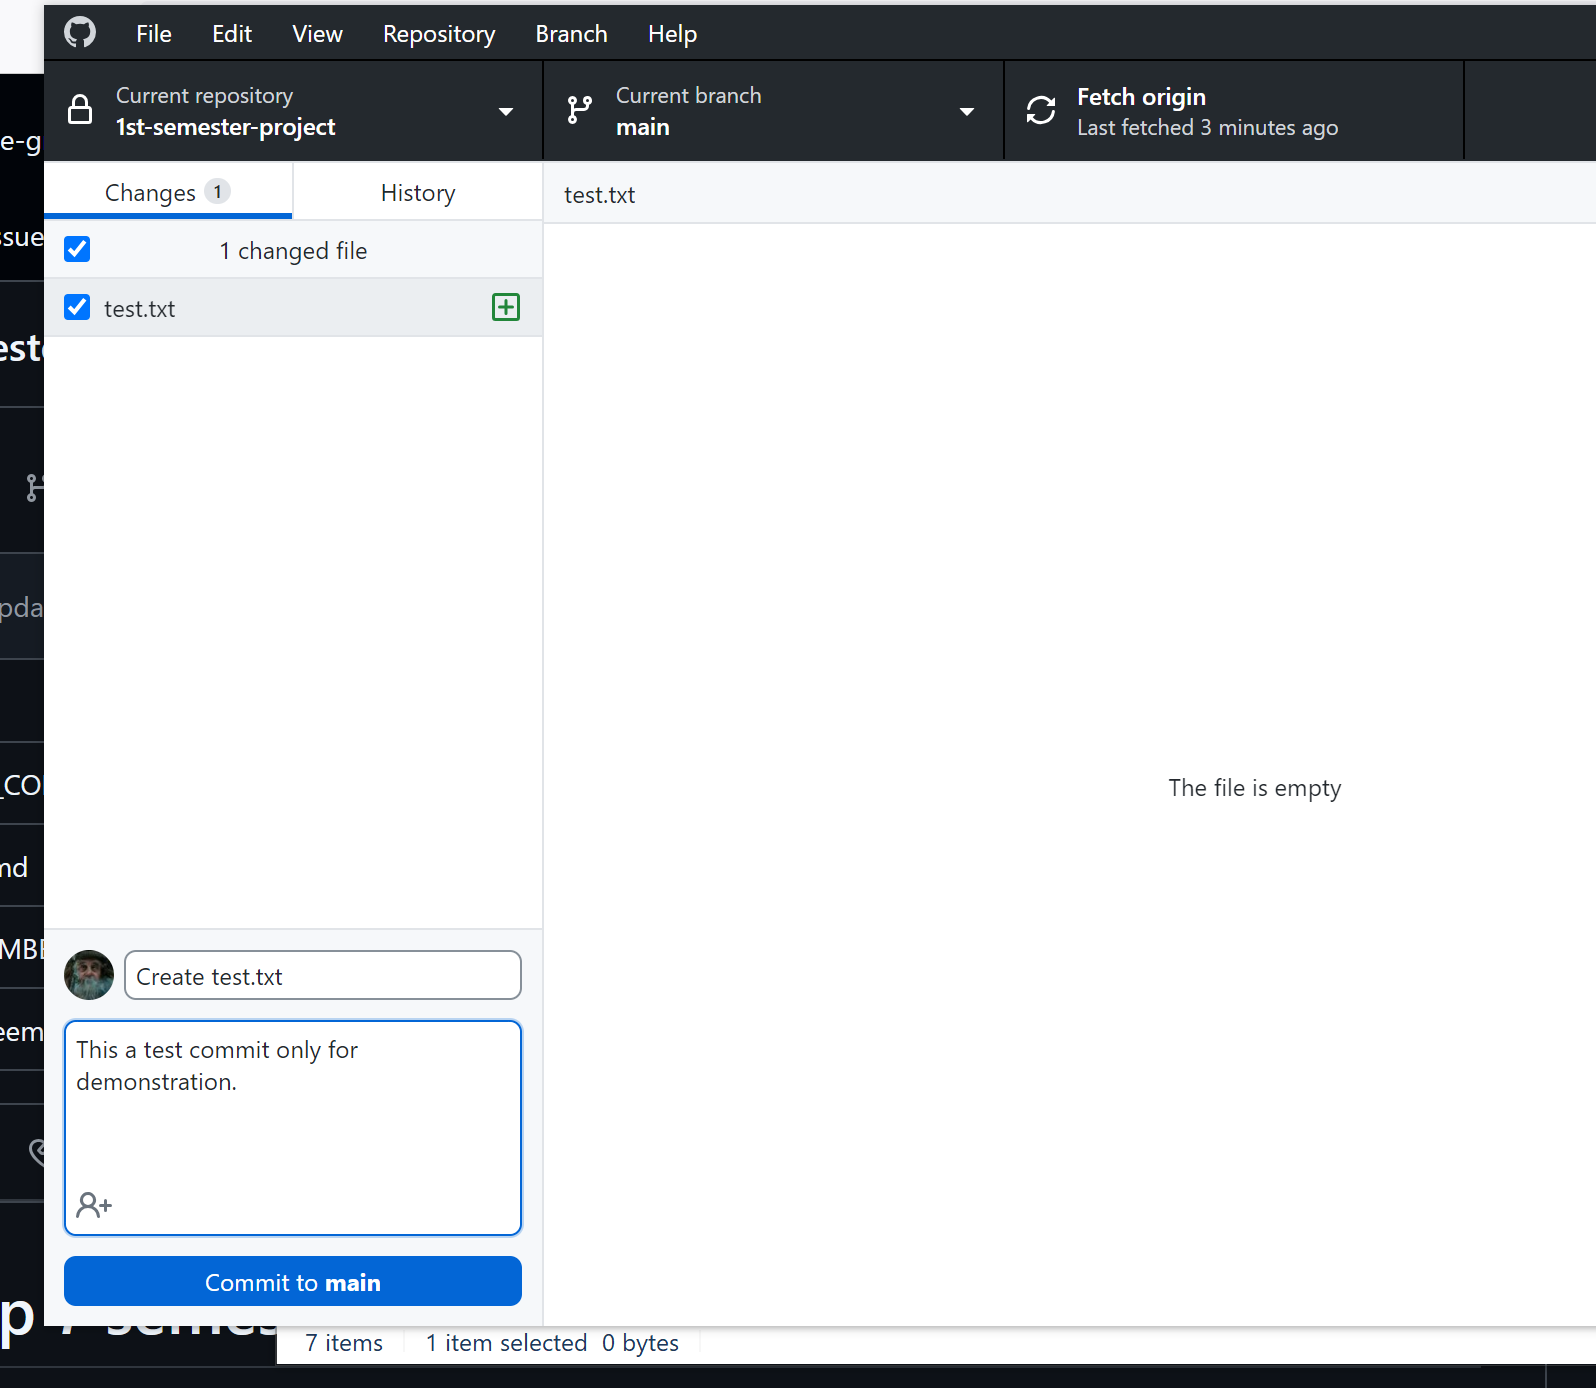 File Edit View Repository Branch Help
Current repository
1st-semester-project
Current branch
main
Fetch origin
Last fetched 3 minutes ago
Changes 1
History
test.txt
1 changed file
test.txt
The file is empty
Create test.txt
This a test commit only for
demonstration.
Commit to main
7 items 1 item selected 0 bytes
e-g
ssue
este
pda
_CO
md
MBE
eem